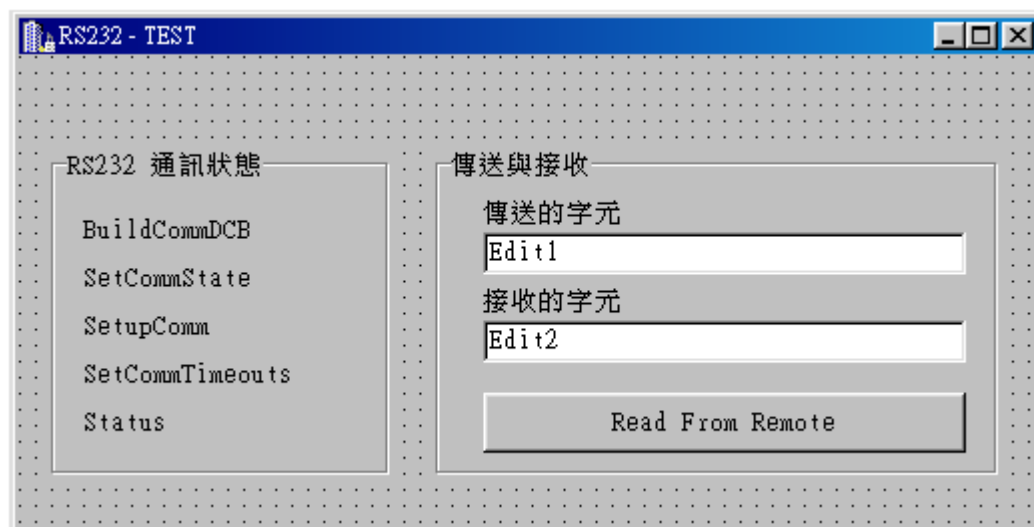 RS232 - TEST
RS232 通訊狀態
BuildCommDCB
SetCommState
SetupComm
SetCommTimeouts
Status
傳送與接收
傳送的字元
Edit1
接收的字元
Edit2
Read From Remote